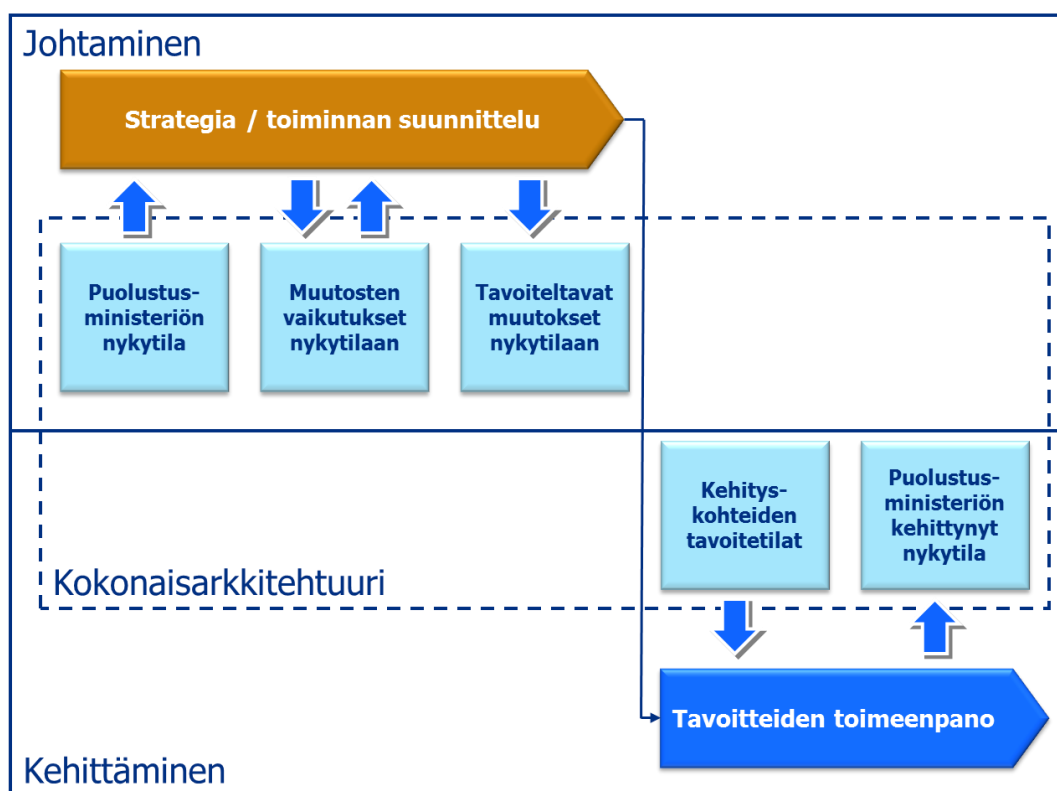 Johtaminen
Strategia / toiminnan suunnittelu
Puolustus-
ministeriön
nykytila
Muutosten
vaikutukset
nykytilaan
Tavoiteltavat
muutokset
nykytilaan
Kehitys-
kohteiden
tavoitetilat
Puolustus-
ministeriön
kehittynyt
nykytila
Kokonaisarkkitehtuuri
Tavoitteiden toimeenpano
Kehittäminen